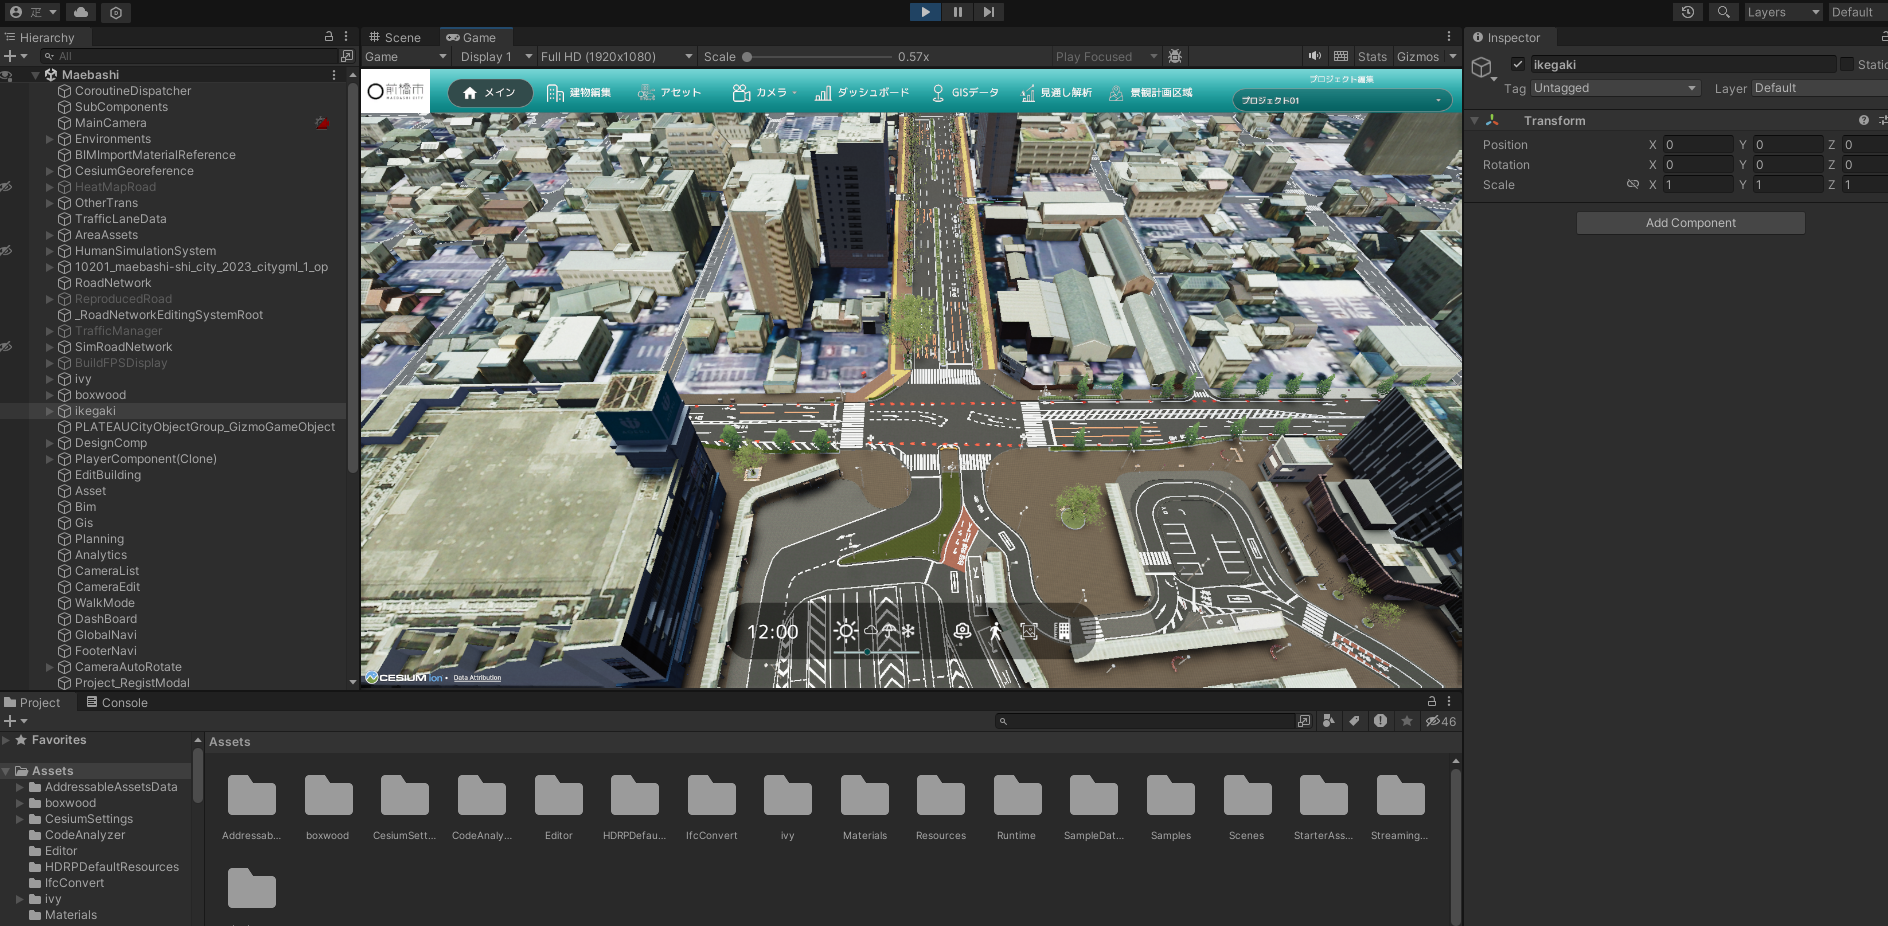 Layers
Default
Hierarchy
All
Maebashi
CoroutineDispatcher
SubComponents
MainCamera
Environments
BIMImportMaterialReference
CesiumGeoreference
HeatMapRoad
OtherTrans
TrafficLaneData
AreaAssets
HumanSimulationSystem
10201_maebashi-shi_city_2023_citygml_1_op
RoadNetwork
ReproducedRoad
_RoadNetworkEditingSystemRoot
TrafficManager
SimRoadNetwork
BuildFPSDisplay
ivy
boxwood
ikegaki
PLATEAUCityObjectGroup_GizmoGameObject
DesignComp
PlayerComponent(Clone)
EditBuilding
Asset
Bim
Gis
Planning
Analytics
CameraList
CameraEdit
WalkMode
DashBoard
GlobalNavi
FooterNavi
CameraAutoRotate
Project_RegistModal
Scene
Game
Game
Display 1
Full HD (1920x1080)
Scale
0.57x
Play Focused
Stats
Gizmos
前橋市
MAEBASHI CITY
メイン
建物編集
アセット
カメラ
ダッシュボード
GISデータ
見通し解析
景観計画区域
プロジェクト編集
プロジェクト01
12:00
CESIUM ion
Data Attribution
Inspector
ikegaki
Static
Tag
Untagged
Layer
Default
Transform
Position
X 0
Y 0
Z 0
Rotation
X 0
Y 0
Z 0
Scale
X 1
Y 1
Z 1
Add Component
Project
Console
46
Favorites
Assets
AddressableAssetsData
boxwood
CesiumSettings
CodeAnalyzer
Editor
HDRPDefaultResources
IfcConvert
ivy
Materials
Assets
Addressab...
boxwood
CesiumSett...
CodeAnaly...
Editor
HDRPDefau...
IfcConvert
ivy
Materials
Resources
Runtime
SampleDat...
Samples
Scenes
StarterAss...
Streaming...